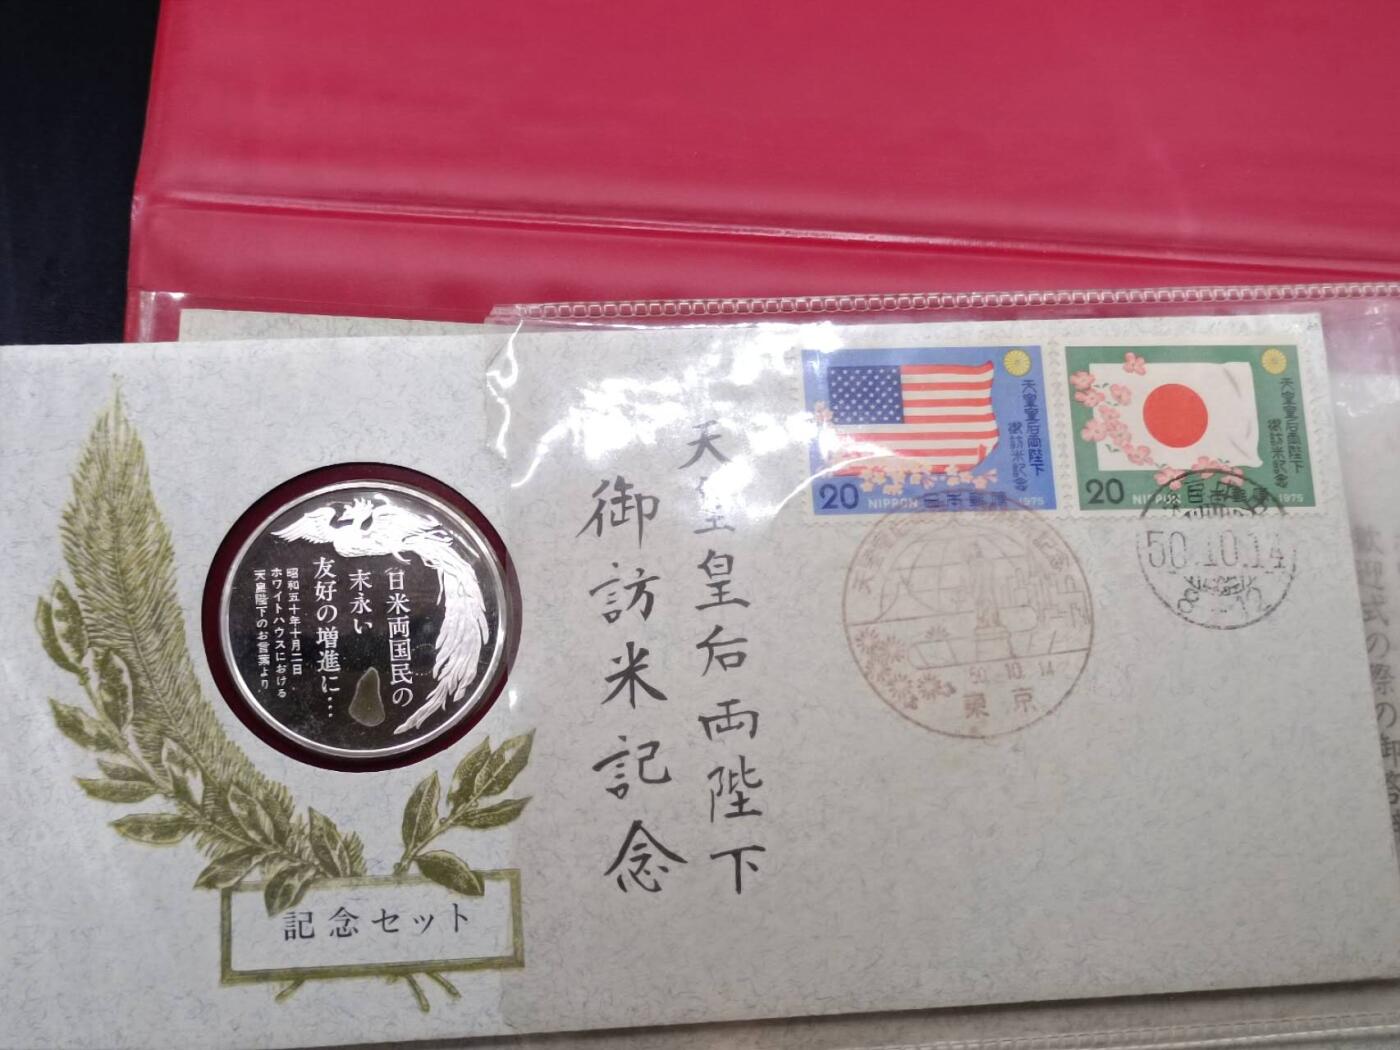 日米両国民の
末永い
友好の増進に…
昭和五十年十月二日
ホワイトハウスにおける
天皇陛下のお言葉より
記念セット
天皇皇后両陛下
御訪米記念
天皇皇后両陛下
御訪米記念
20
NIPPON
日本郵便
1975
天皇皇后両陛下
御訪米記念
20
NIPPON
日本郵便
1975
50.10.14
東京
50.10.14
8-12